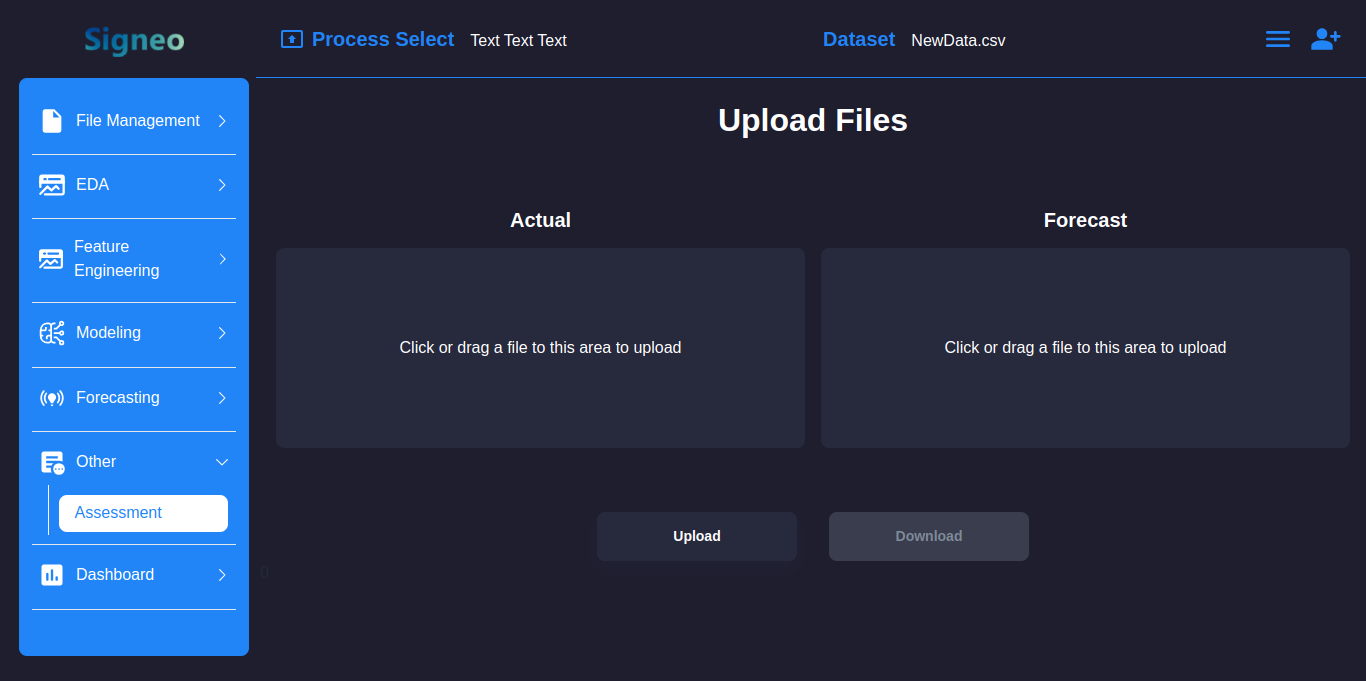 Signeo
Process Select Text Text Text
Dataset NewData.csv
File Management
EDA
Feature
Engineering
Modeling
Forecasting
Other
Assessment
Dashboard
Upload Files
Actual
Click or drag a file to this area to upload
Forecast
Click or drag a file to this area to upload
Upload
Download
0